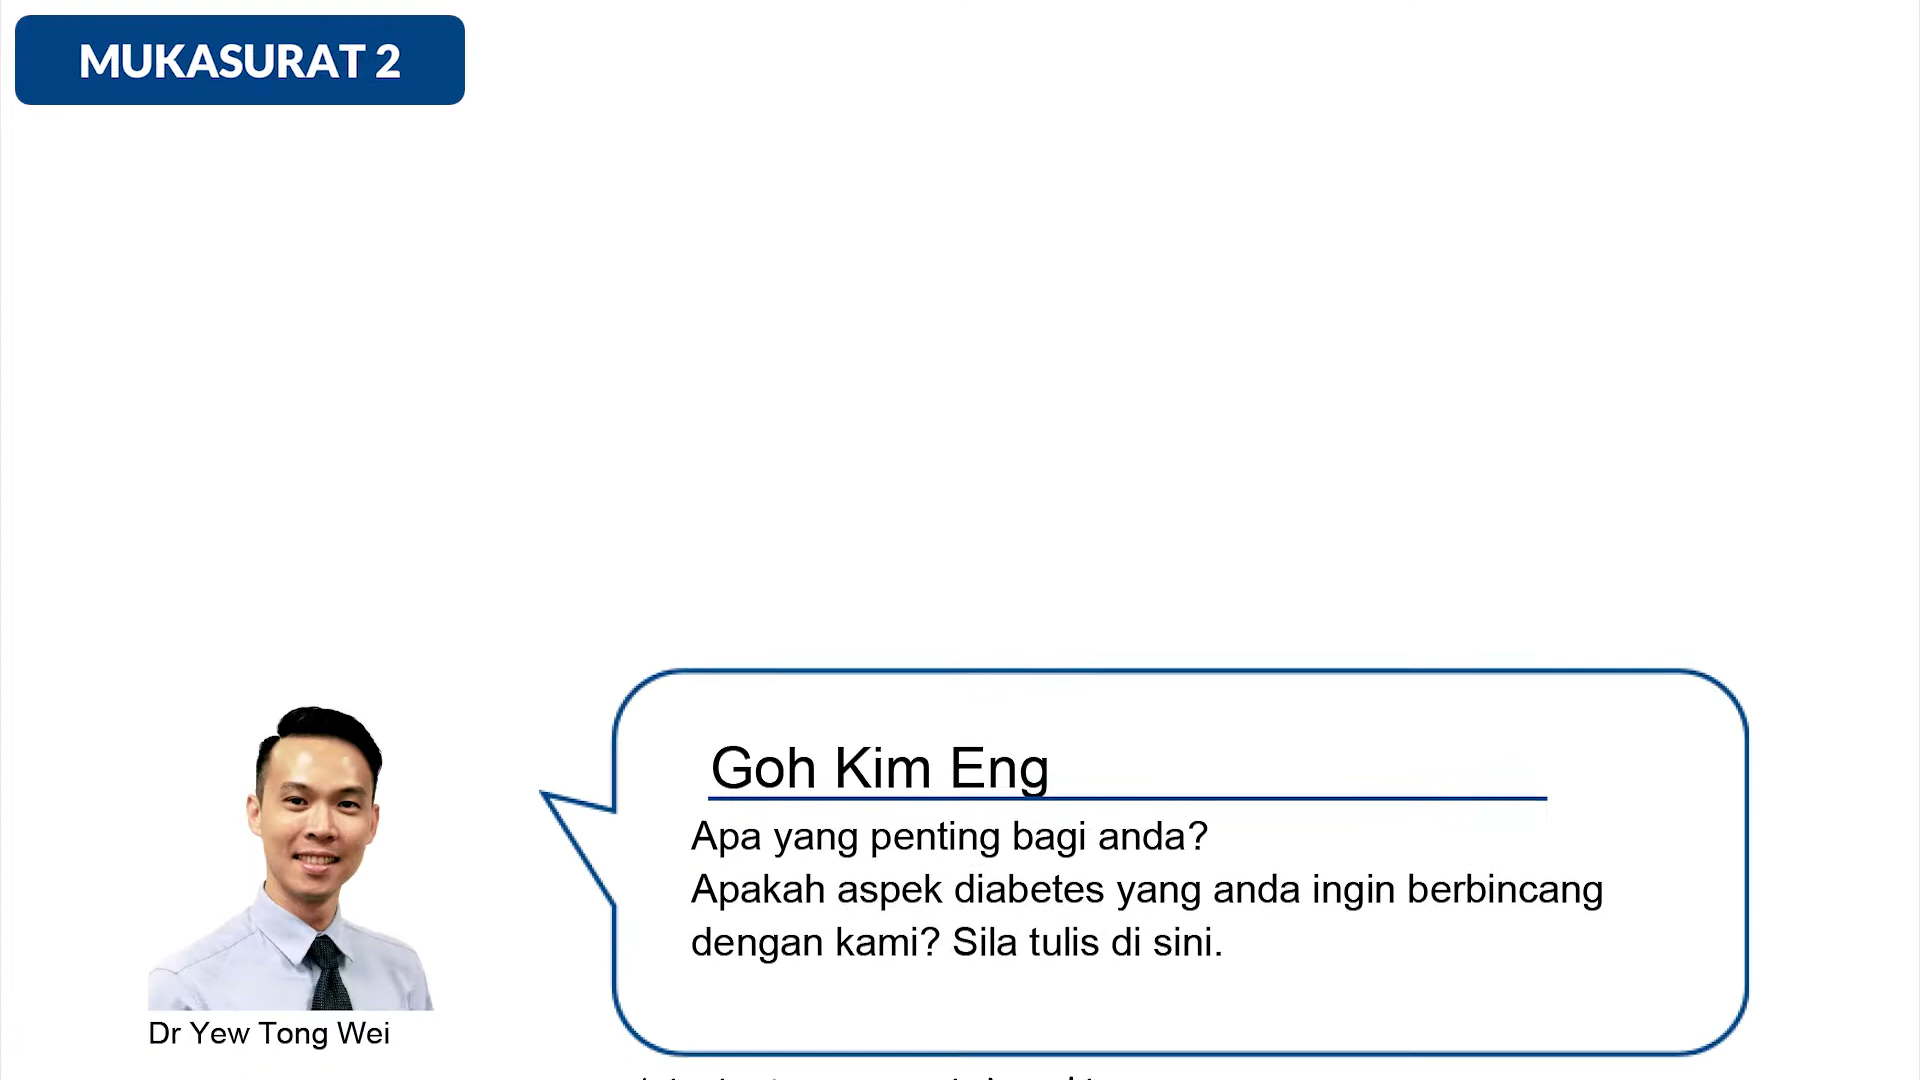 MUKASURAT 2
Goh Kim Eng
Apa yang penting bagi anda?
Apakah aspek diabetes yang anda ingin berbincang
dengan kami? Sila tulis di sini.
Dr Yew Tong Wei